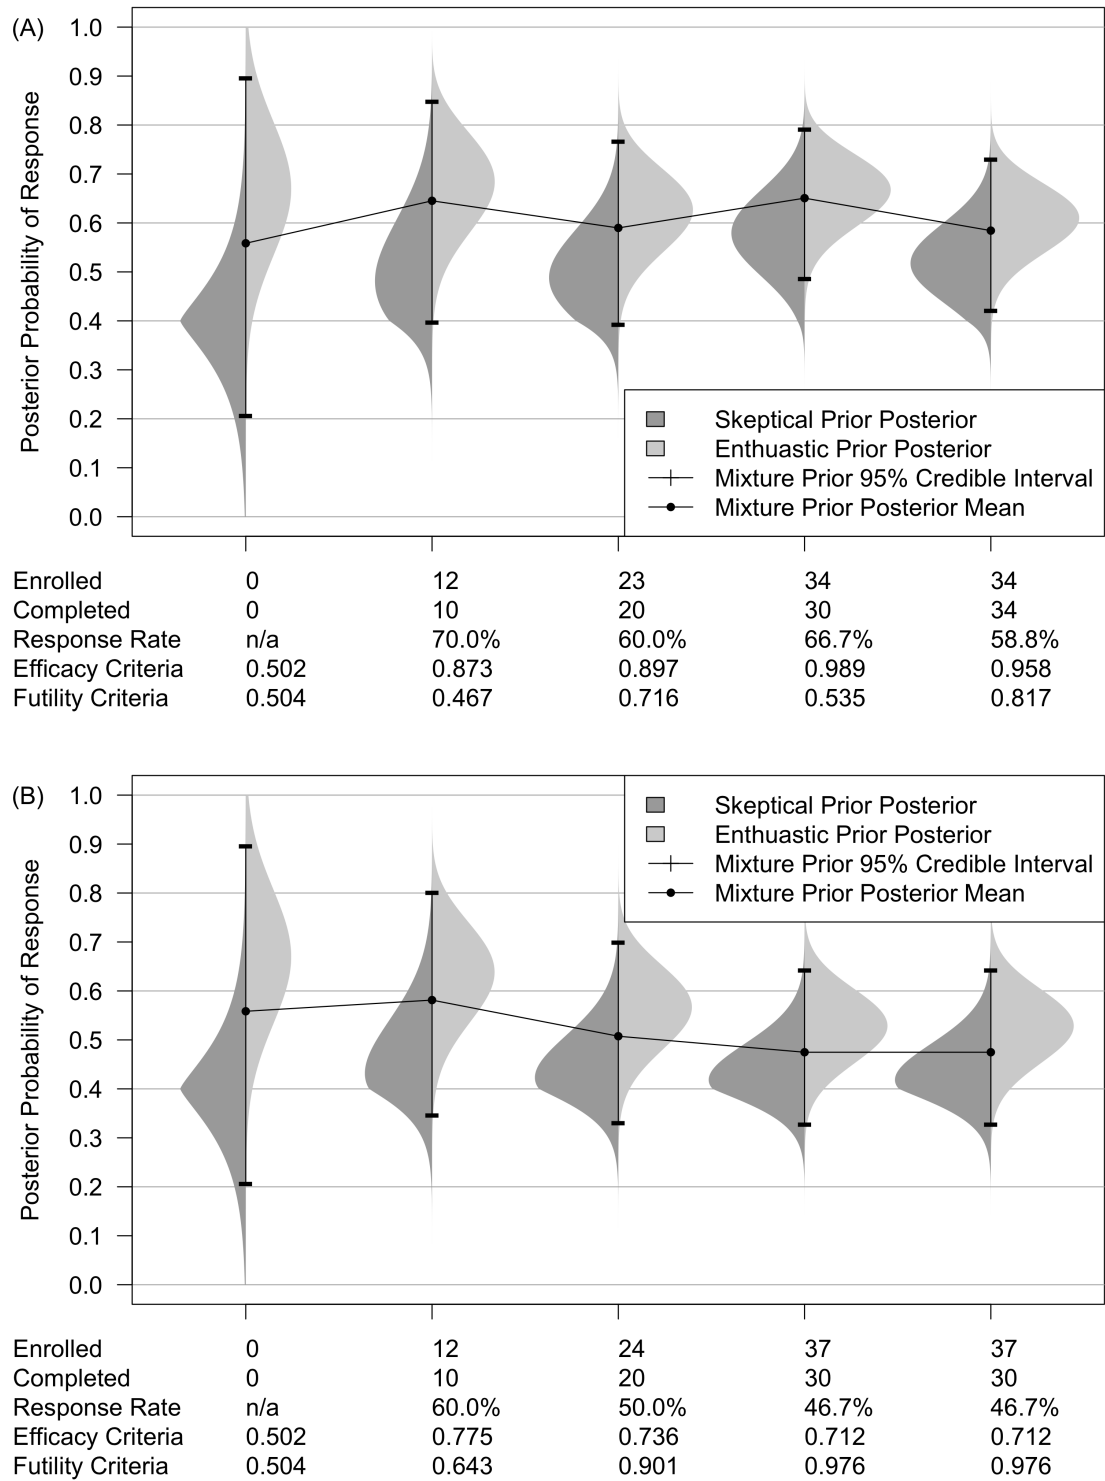 (A)
Posterior Probability of Response
1.0
0.9
0.8
0.7
0.6
0.5
0.4
0.3
0.2
0.1
0.0
Skeptical Prior Posterior
Enthuastic Prior Posterior
Mixture Prior 95% Credible Interval
Mixture Prior Posterior Mean
Enrolled 0 12 23 34 34
Completed 0 10 20 30 34
Response Rate n/a 70.0% 60.0% 66.7% 58.8%
Efficacy Criteria 0.502 0.873 0.897 0.989 0.958
Futility Criteria 0.504 0.467 0.716 0.535 0.817
(B)
Posterior Probability of Response
1.0
0.9
0.8
0.7
0.6
0.5
0.4
0.3
0.2
0.1
0.0
Skeptical Prior Posterior
Enthuastic Prior Posterior
Mixture Prior 95% Credible Interval
Mixture Prior Posterior Mean
Enrolled 0 12 24 37 37
Completed 0 10 20 30 30
Response Rate n/a 60.0% 50.0% 46.7% 46.7%
Efficacy Criteria 0.502 0.775 0.736 0.712 0.712
Futility Criteria 0.504 0.643 0.901 0.976 0.976